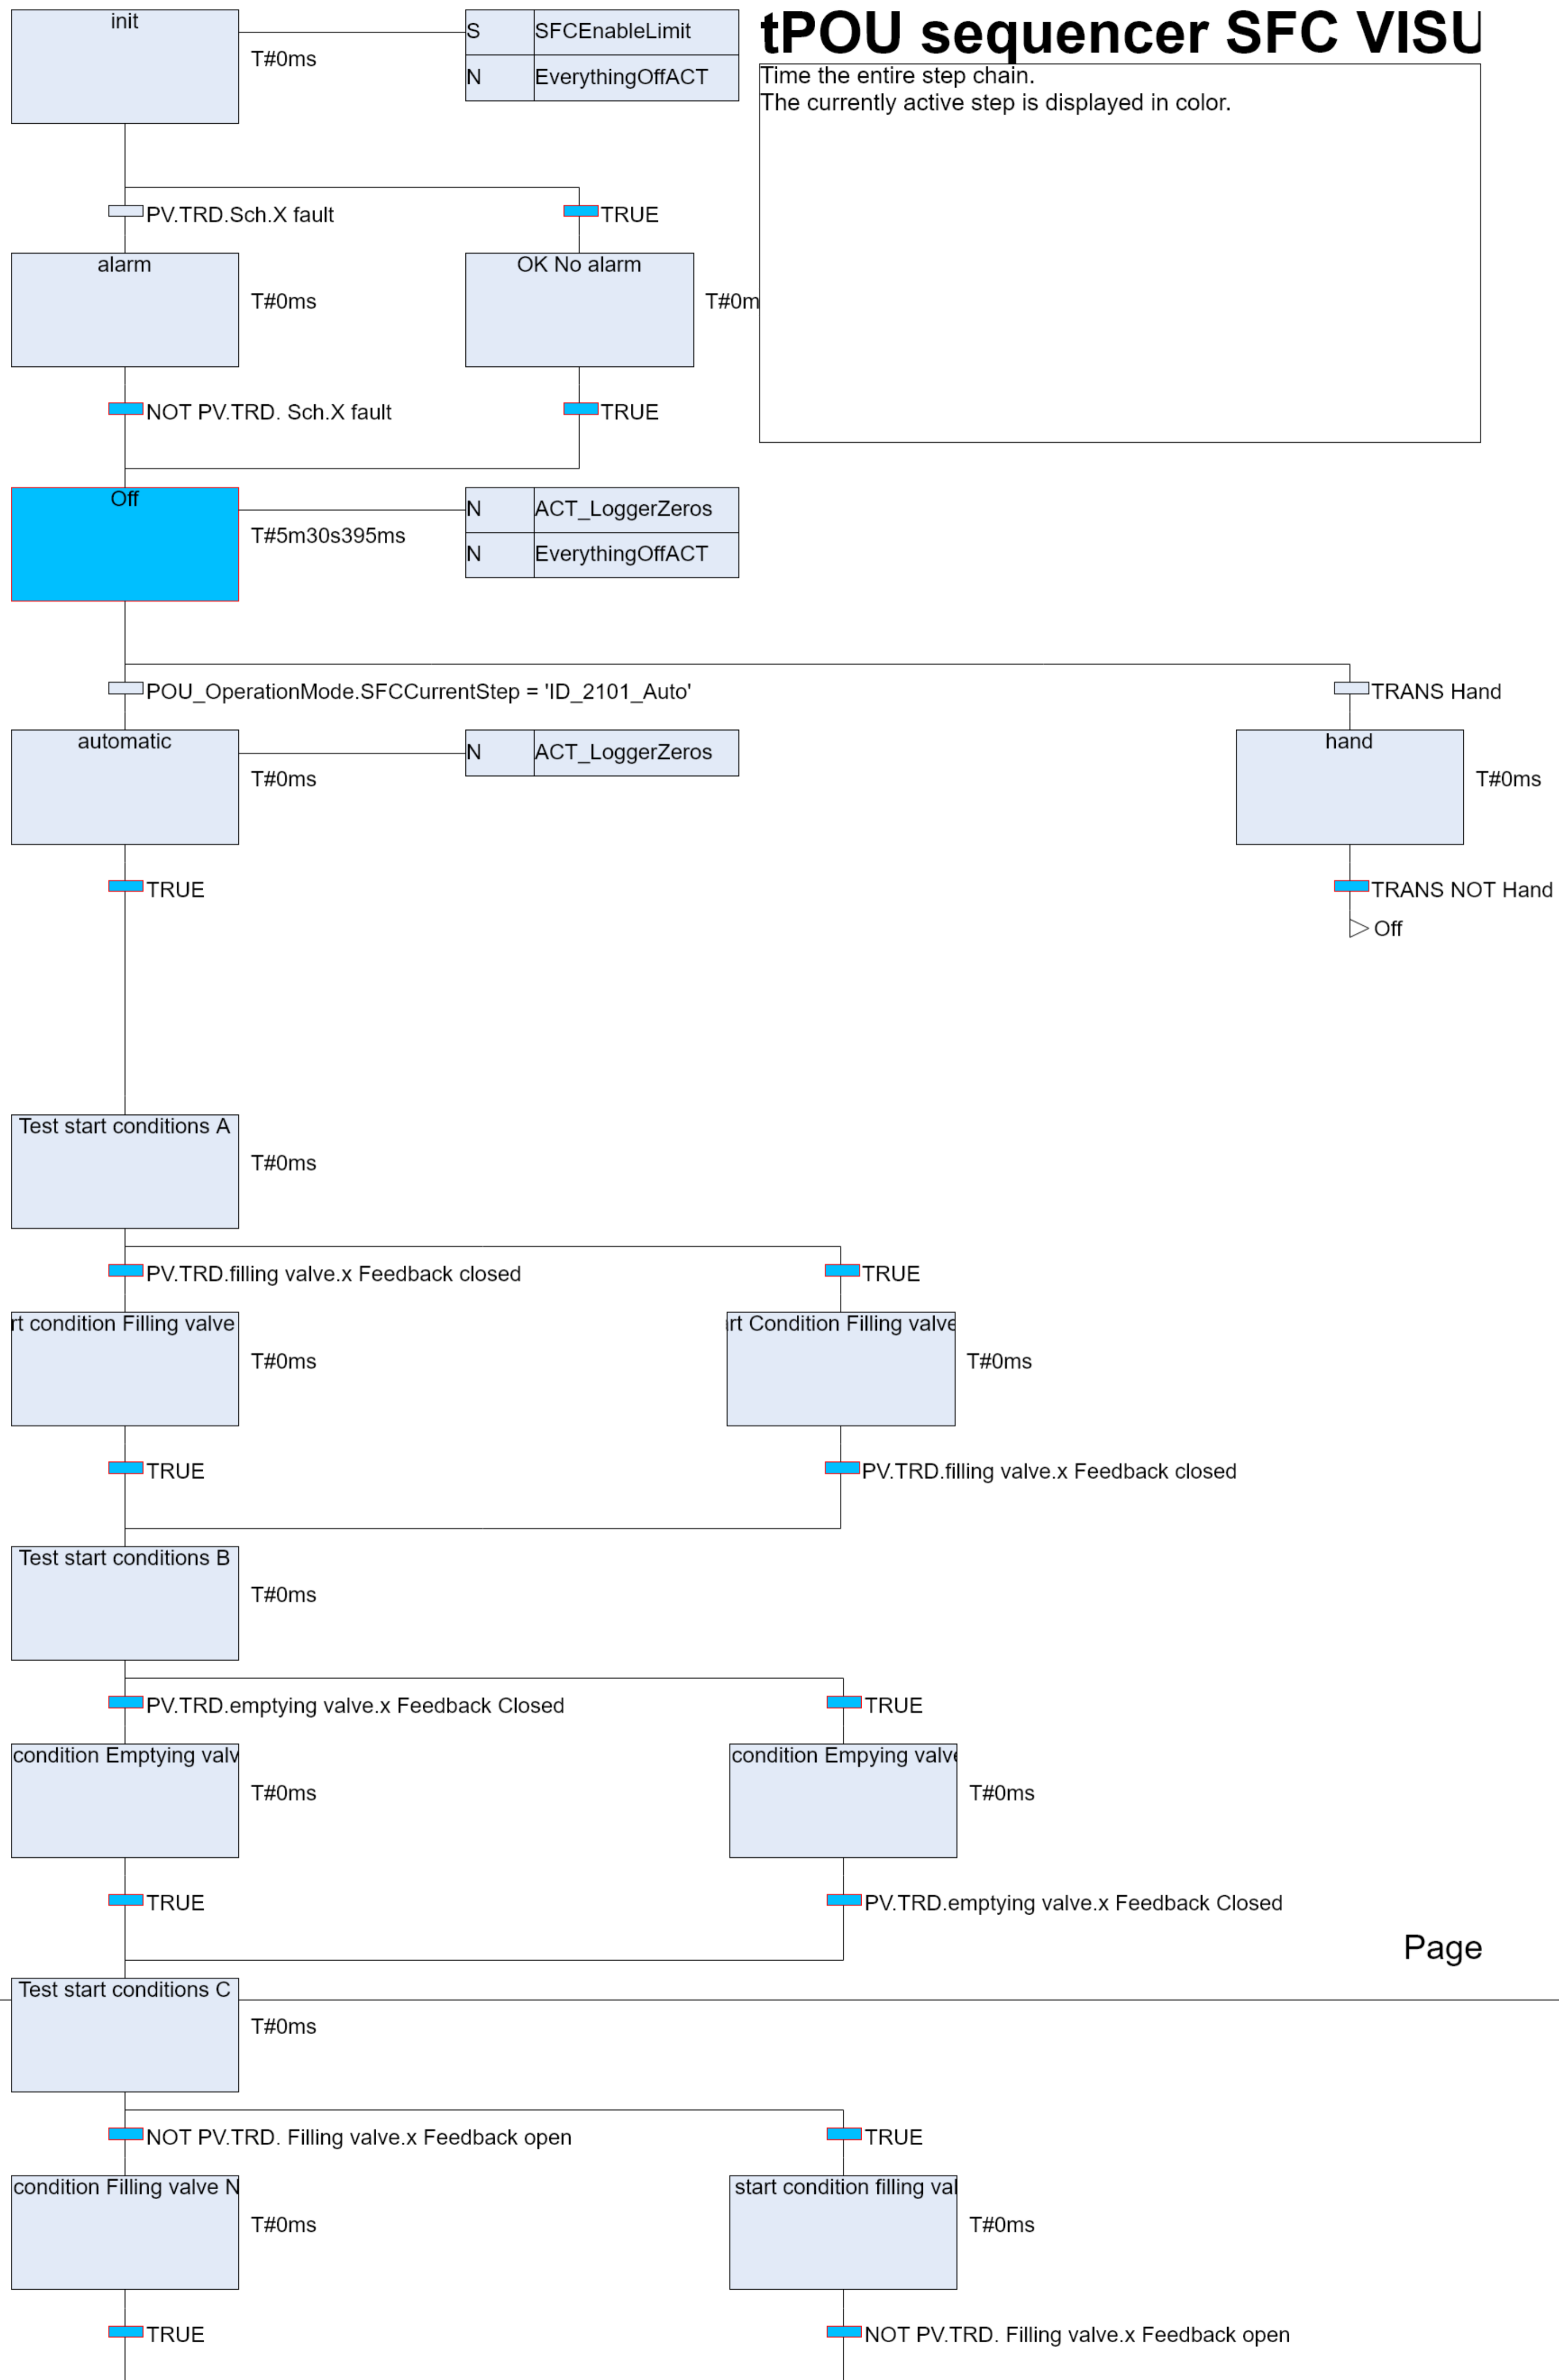 init
T#0ms
S SFCEnableLimit
N EverythingOffACT
tPOU sequencer SFC VISU
Time the entire step chain.
The currently active step is displayed in color.
PV.TRD.Sch.X fault
TRUE
alarm
T#0ms
OK No alarm
T#0m
NOT PV.TRD. Sch.X fault
TRUE
Off
T#5m30s395ms
N ACT_LoggerZeros
N EverythingOffACT
POU_OperationMode.SFCCurrentStep = 'ID_2101_Auto'
TRANS Hand
automatic
T#0ms
N ACT_LoggerZeros
hand
T#0ms
TRUE
TRANS NOT Hand
Off
Test start conditions A
T#0ms
PV.TRD.filling valve.x Feedback closed
TRUE
rt condition Filling valve
T#0ms
rt Condition Filling valve
T#0ms
TRUE
PV.TRD.filling valve.x Feedback closed
Test start conditions B
T#0ms
PV.TRD.emptying valve.x Feedback Closed
TRUE
condition Emptying valv
T#0ms
condition Empying valve
T#0ms
TRUE
PV.TRD.emptying valve.x Feedback Closed
Page
Test start conditions C
T#0ms
NOT PV.TRD. Filling valve.x Feedback open
TRUE
condition Filling valve N
T#0ms
start condition filling val
T#0ms
TRUE
NOT PV.TRD. Filling valve.x Feedback open